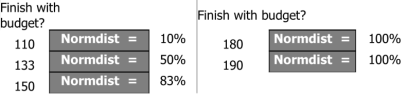 Finish with
budget?
110 Normdist = 10%
133 Normdist = 50%
150 Normdist = 83%
Finish with budget?
180 Normdist = 100%
190 Normdist = 100%